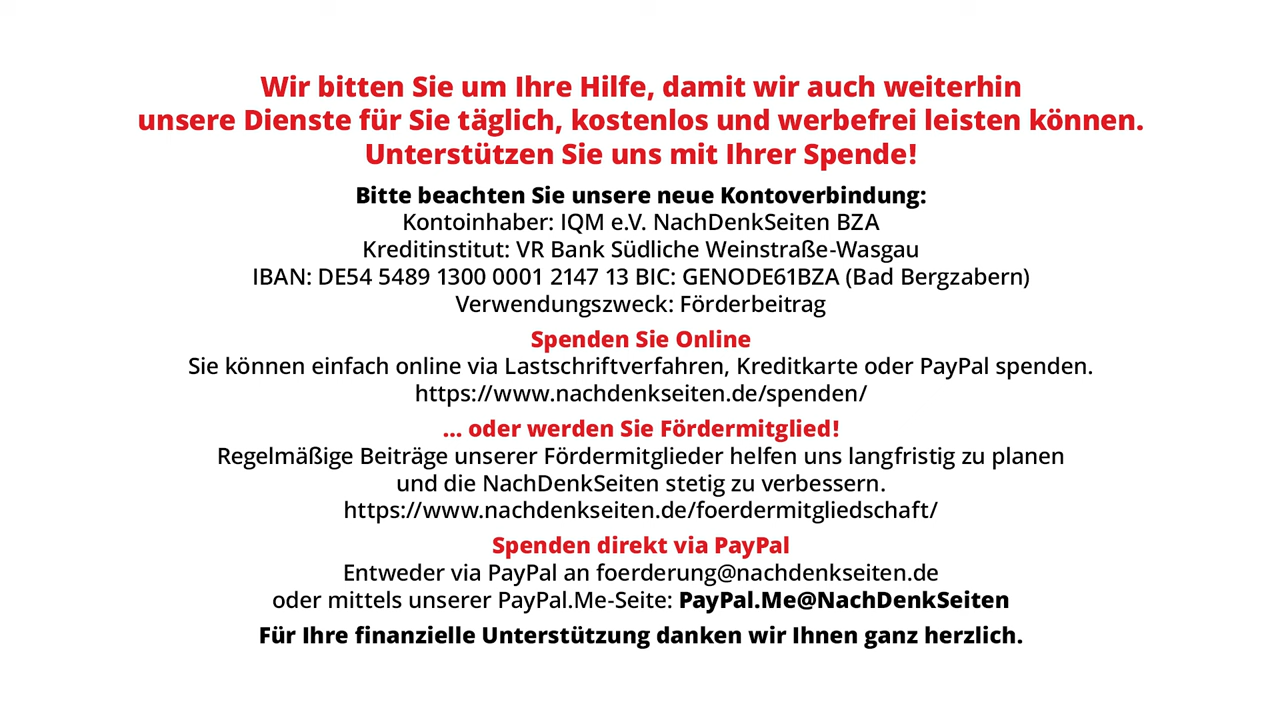 Wir bitten Sie um Ihre Hilfe, damit wir auch weiterhin
unsere Dienste für Sie täglich, kostenlos und werbefrei leisten können.
Unterstützen Sie uns mit Ihrer Spende!
Bitte beachten Sie unsere neue Kontoverbindung:
Kontoinhaber: IQM e.V. NachDenkSeiten BZA
Kreditinstitut: VR Bank Südliche Weinstraße-Wasgau
IBAN: DE54 5489 1300 0001 2147 13 BIC: GENODE61BZA (Bad Bergzabern)
Verwendungszweck: Förderbeitrag
Spenden Sie Online
Sie können einfach online via Lastschriftverfahren, Kreditkarte oder PayPal spenden.
https://www.nachdenkseiten.de/spenden/
... oder werden Sie Fördermitglied!
Regelmäßige Beiträge unserer Fördermitglieder helfen uns langfristig zu planen
und die NachDenkSeiten stetig zu verbessern.
https://www.nachdenkseiten.de/foerdermitgliedschaft/
Spenden direkt via PayPal
Entweder via PayPal an foerderung@nachdenkseiten.de
oder mittels unserer PayPal.Me-Seite: PayPal.Me@NachDenkSeiten
Für Ihre finanzielle Unterstützung danken wir Ihnen ganz herzlich.